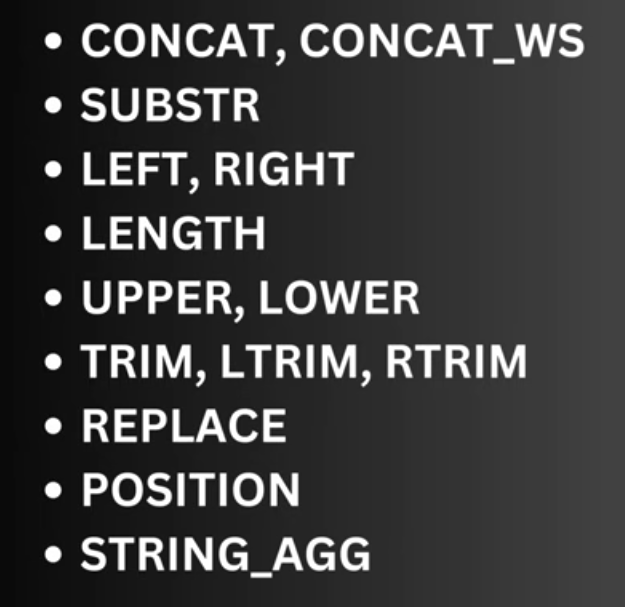 • CONCAT, CONCAT_WS
• SUBSTR
• LEFT, RIGHT
• LENGTH
• UPPER, LOWER
• TRIM, LTRIM, RTRIM
• REPLACE
• POSITION
• STRING_AGG